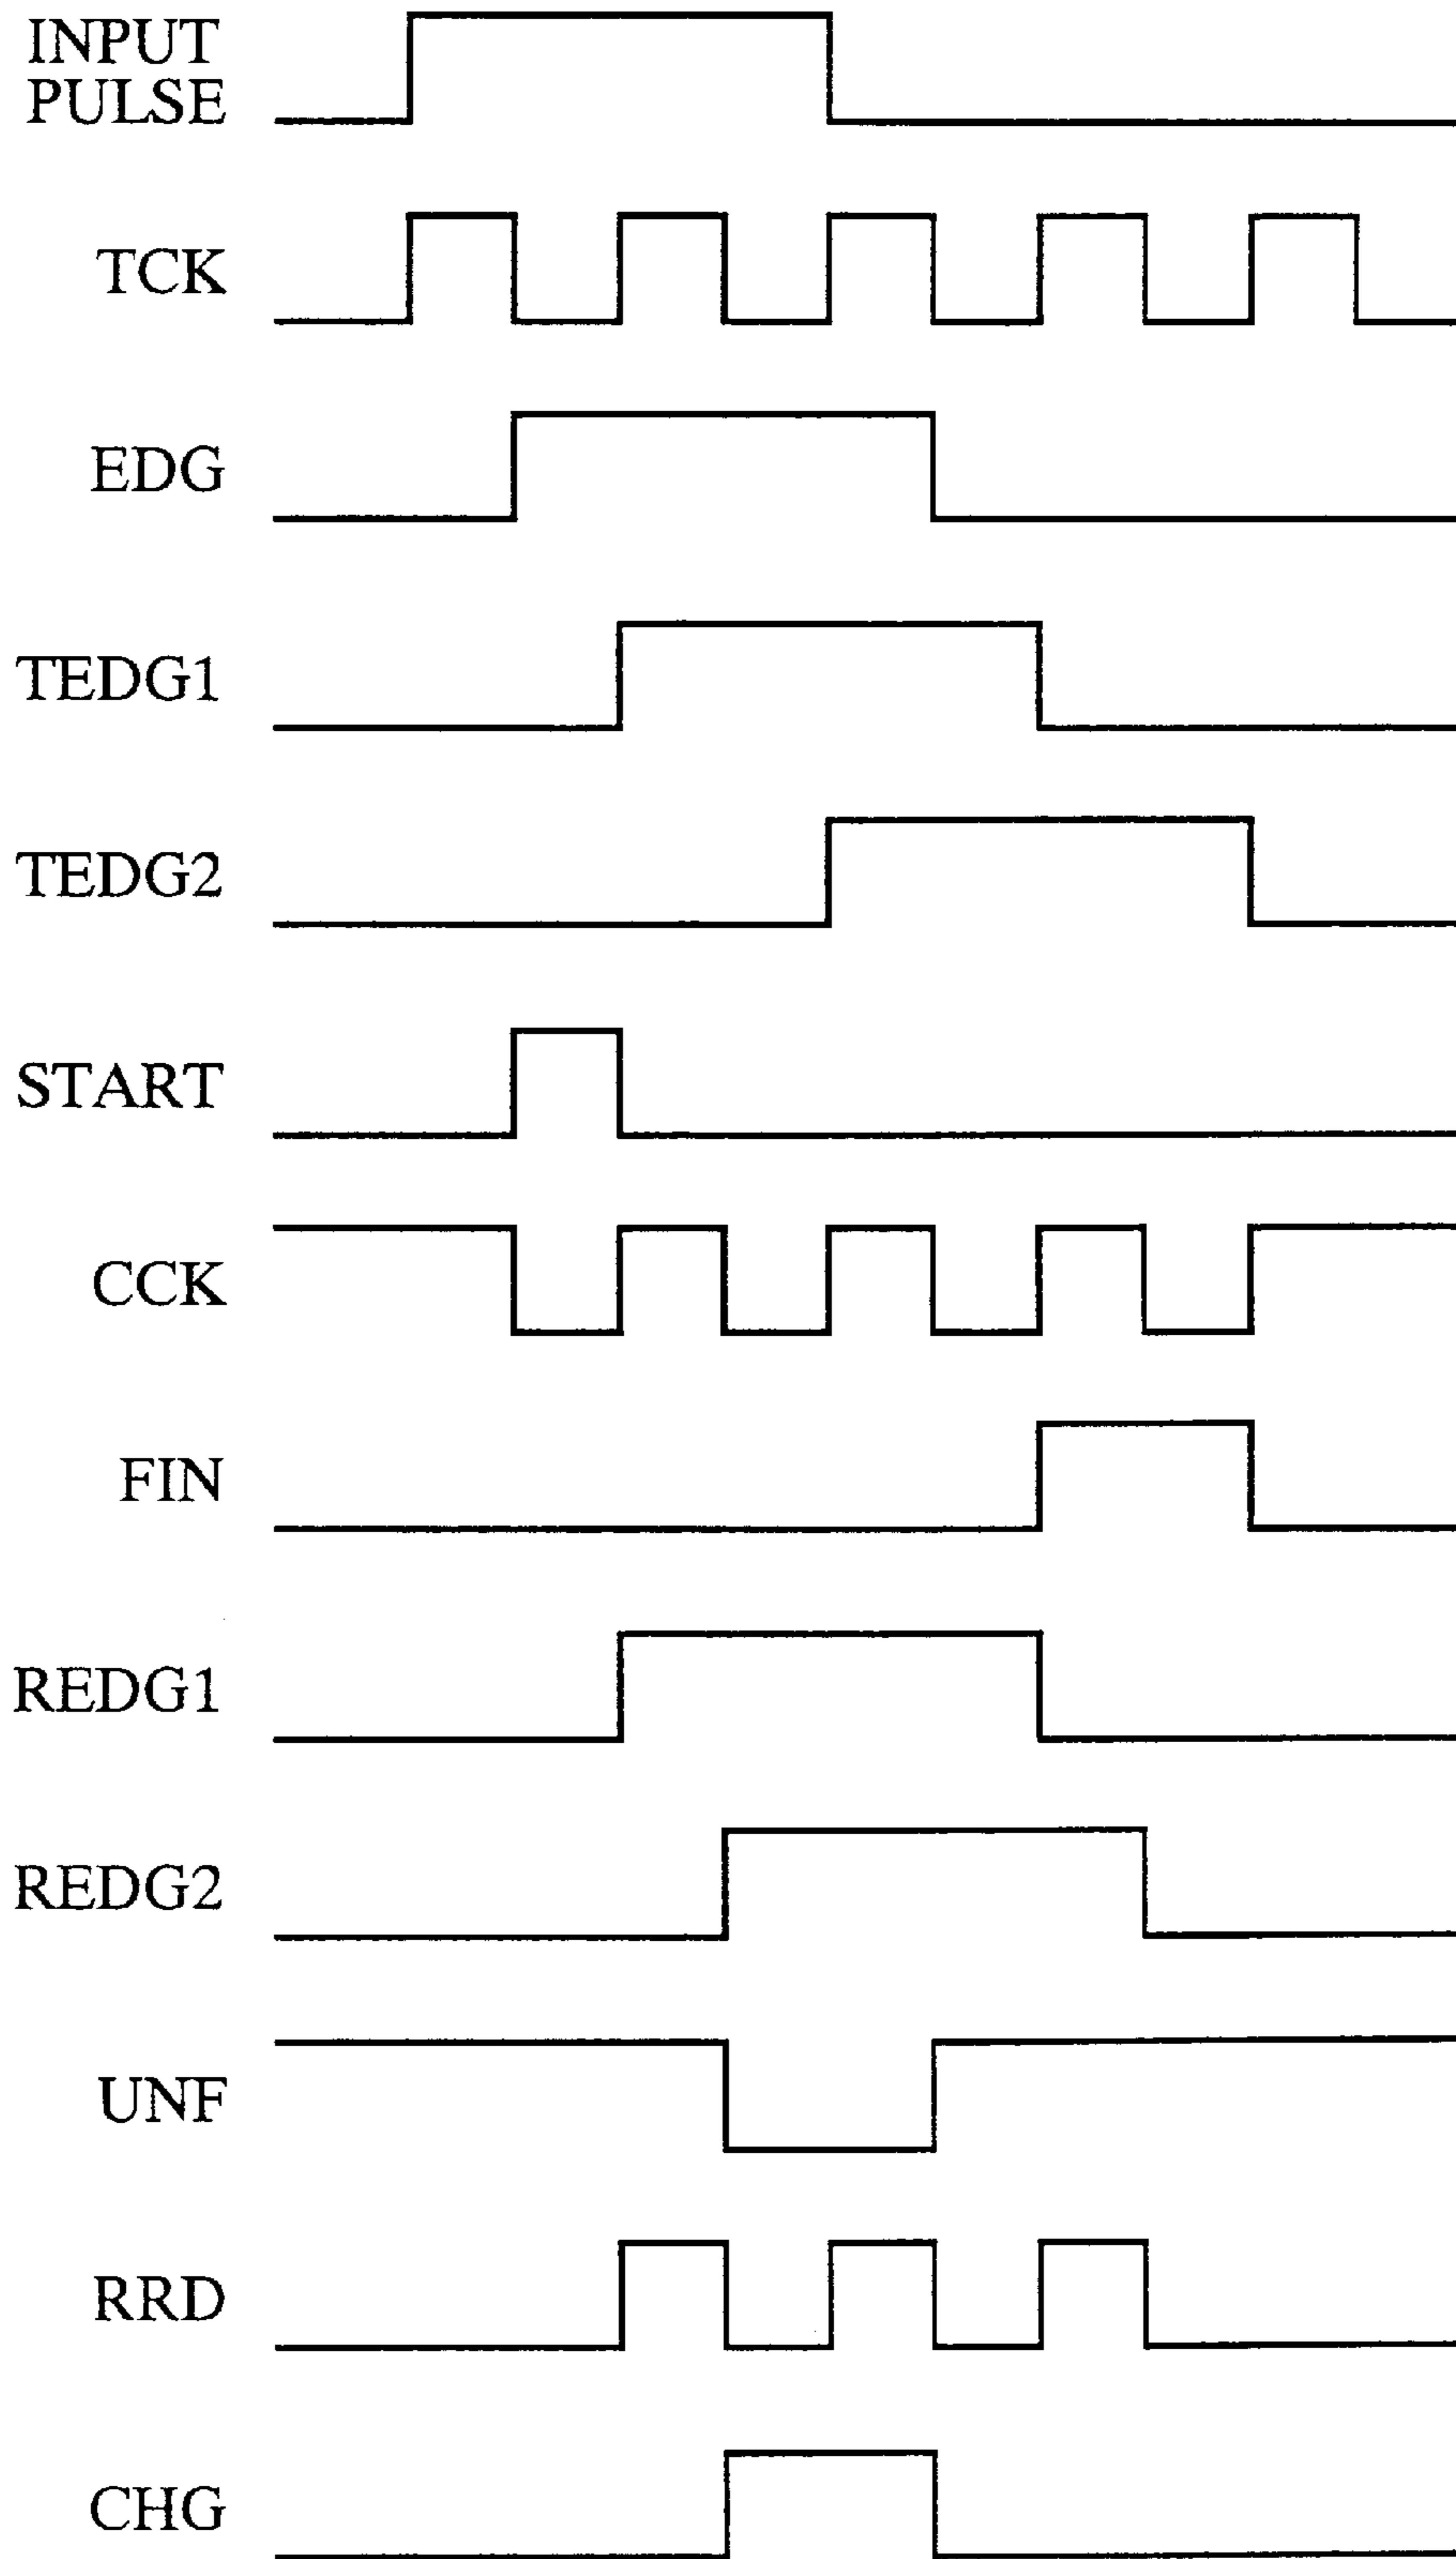 INPUT
PULSE
TCK
EDG
TEDG1
TEDG2
START
CCK
FIN
REDG1
REDG2
UNF
RRD
CHG